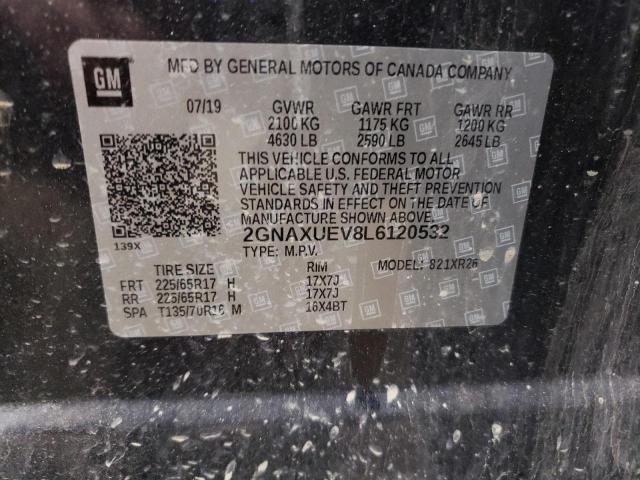 GM
MFD BY GENERAL MOTORS OF CANADA COMPANY
07/19 GVWR GAWR FRT GAWR RR
2100 KG 1175 KG 1200 KG
4630 LB 2590 LB 2645 LB
THIS VEHICLE CONFORMS TO ALL
APPLICABLE U.S. FEDERAL MOTOR
VEHICLE SAFETY AND THEFT PREVENTION
STANDARDS IN EFFECT ON THE DATE
OF MANUFACTURE SHOWN ABOVE.
139X 2GNAXUEV8L6120532
TYPE: M.P.V. MODEL: 821XR26
TIRE SIZE RIM
FRT 225/65R17 H 17X7J
RR 225/65R17 H 17X7J
SPA T135/70R16 M 16X4BT